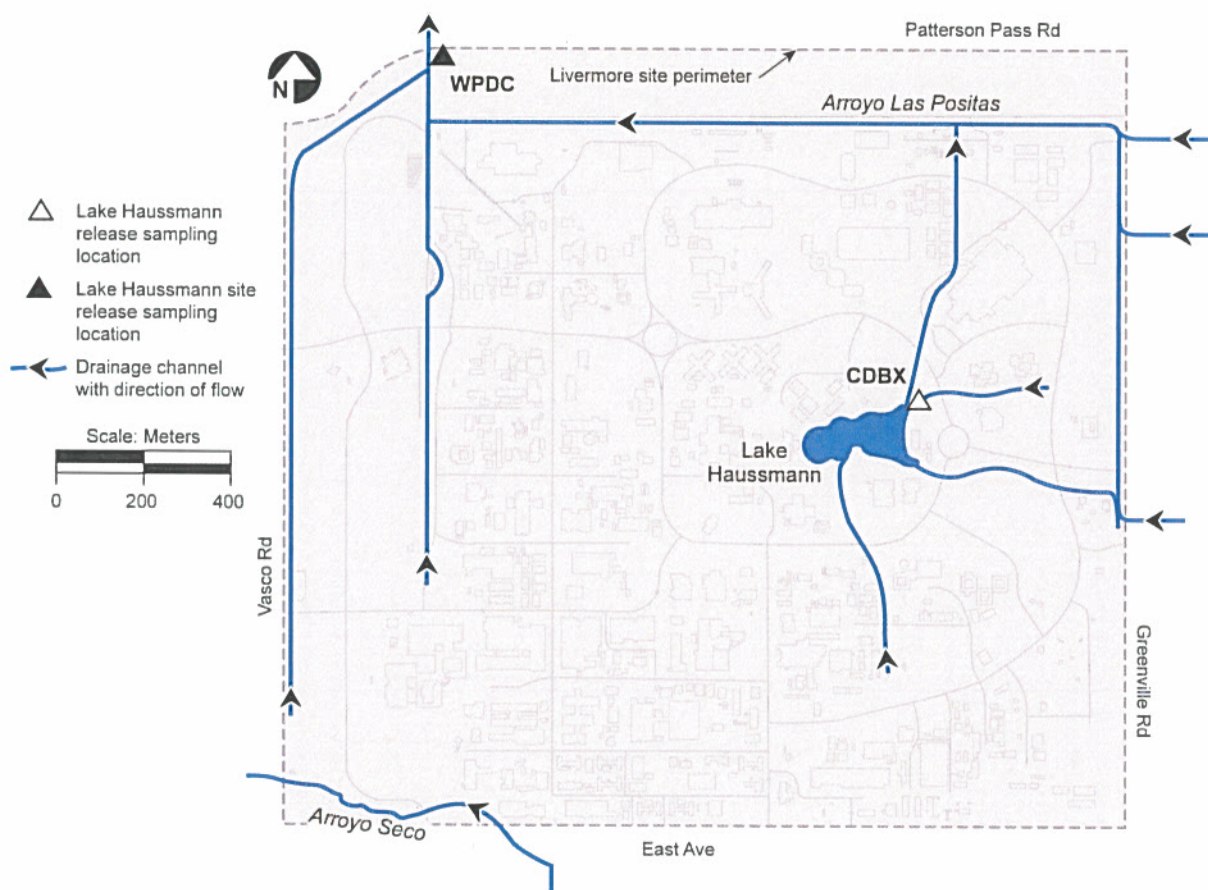 Patterson Pass Rd
N
WPDC
Livermore site perimeter
Arroyo Las Positas
Lake Haussmann
release sampling
location
Lake Haussmann site
release sampling
location
Drainage channel
with direction of flow
Scale: Meters
0 200 400
CDBX
Lake
Haussmann
Vasco Rd
Greenville Rd
Arroyo Seco
East Ave